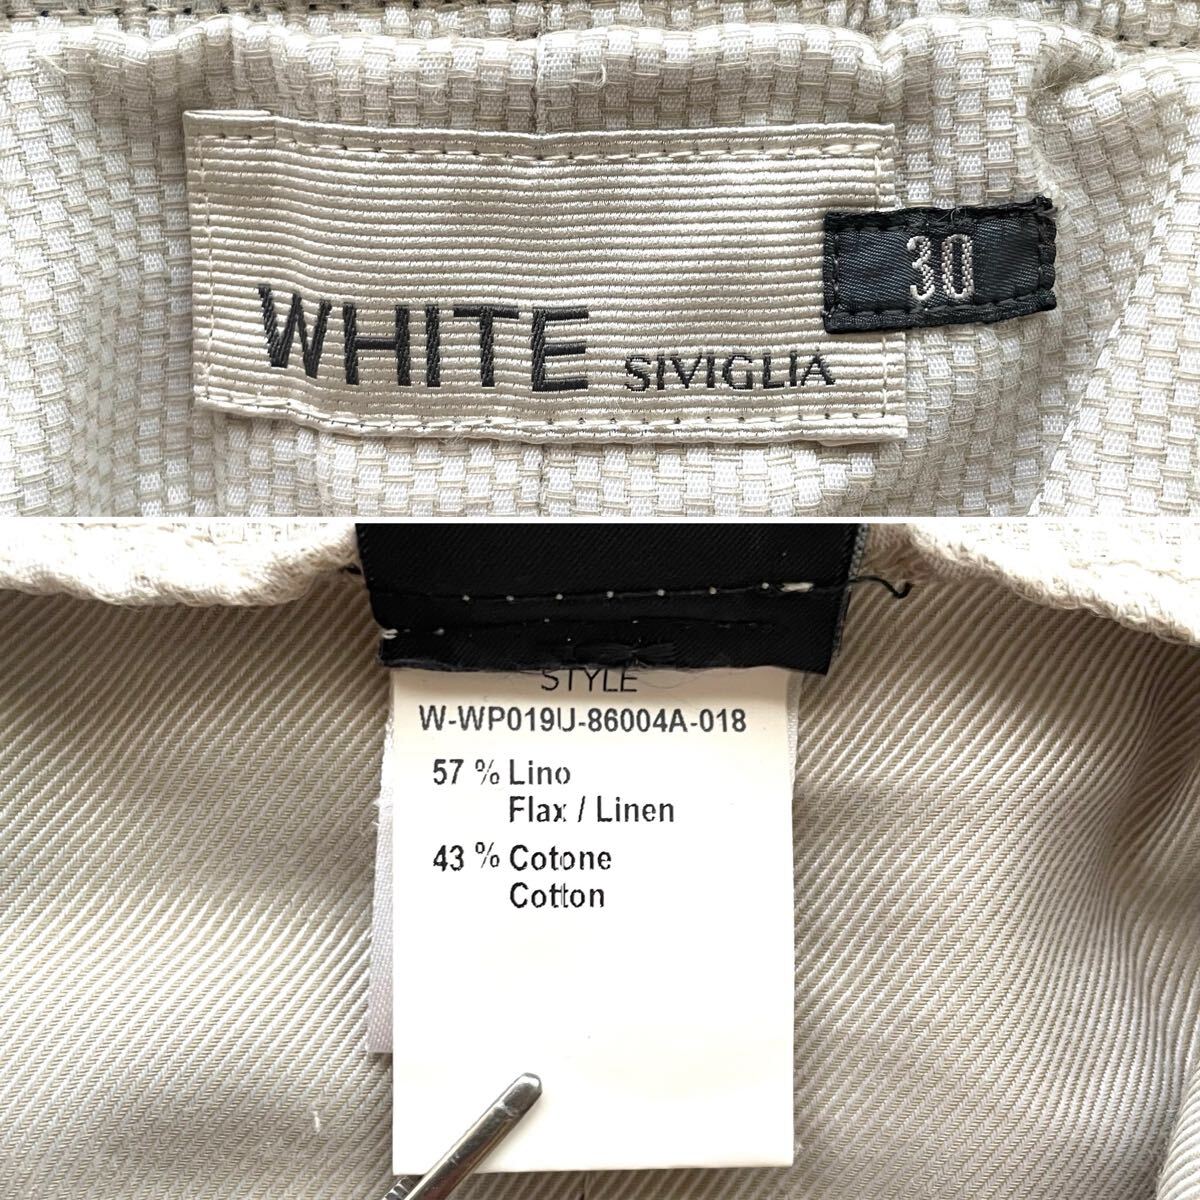 WHITE SIVIGLIA
30
STYLE
W-WP019U-86004A-018
57 % Lino
Flax / Linen
43 % Cotone
Cotton